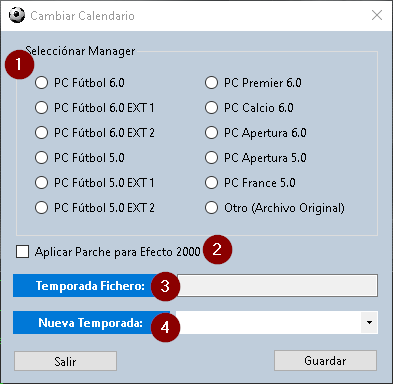 Cambiar Calendario
Selecciónar Manager
1
PC Fútbol 6.0
PC Premier 6.0
PC Fútbol 6.0 EXT 1
PC Calcio 6.0
PC Fútbol 6.0 EXT 2
PC Apertura 6.0
PC Fútbol 5.0
PC Apertura 5.0
PC Fútbol 5.0 EXT 1
PC France 5.0
PC Fútbol 5.0 EXT 2
Otro (Archivo Original)
Aplicar Parche para Efecto 2000 2
Temporada Fichero: 3
Nueva Temporada: 4
Salir
Guardar